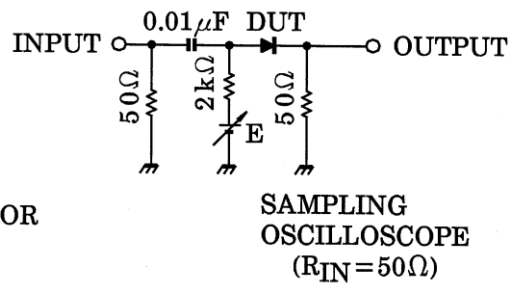 0.01μF DUT
INPUT
OUTPUT
50Ω
2kΩ
50Ω
E
OR
SAMPLING
OSCILLOSCOPE
(RIN=50Ω)